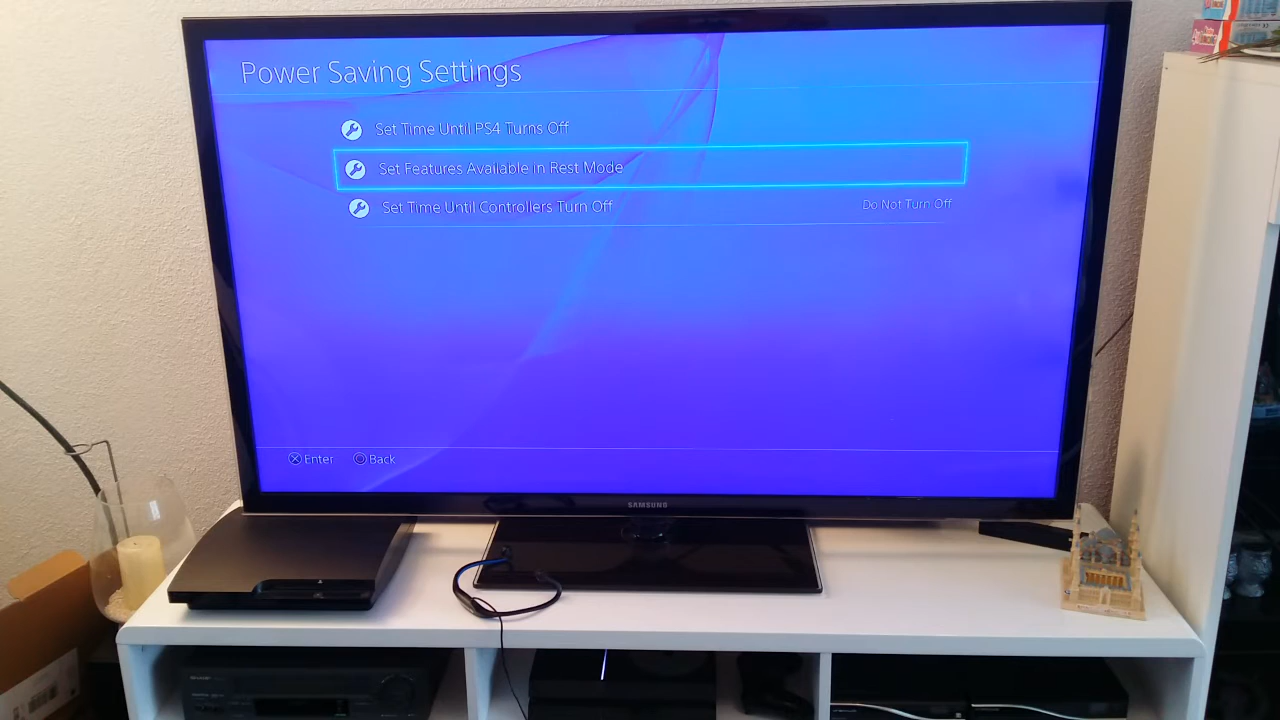 Power Saving Settings
Set Time Until PS4 Turns Off
Set Features Available in Rest Mode
Set Time Until Controllers Turn Off
Do Not Turn Off
Enter
Back
SAMSUNG